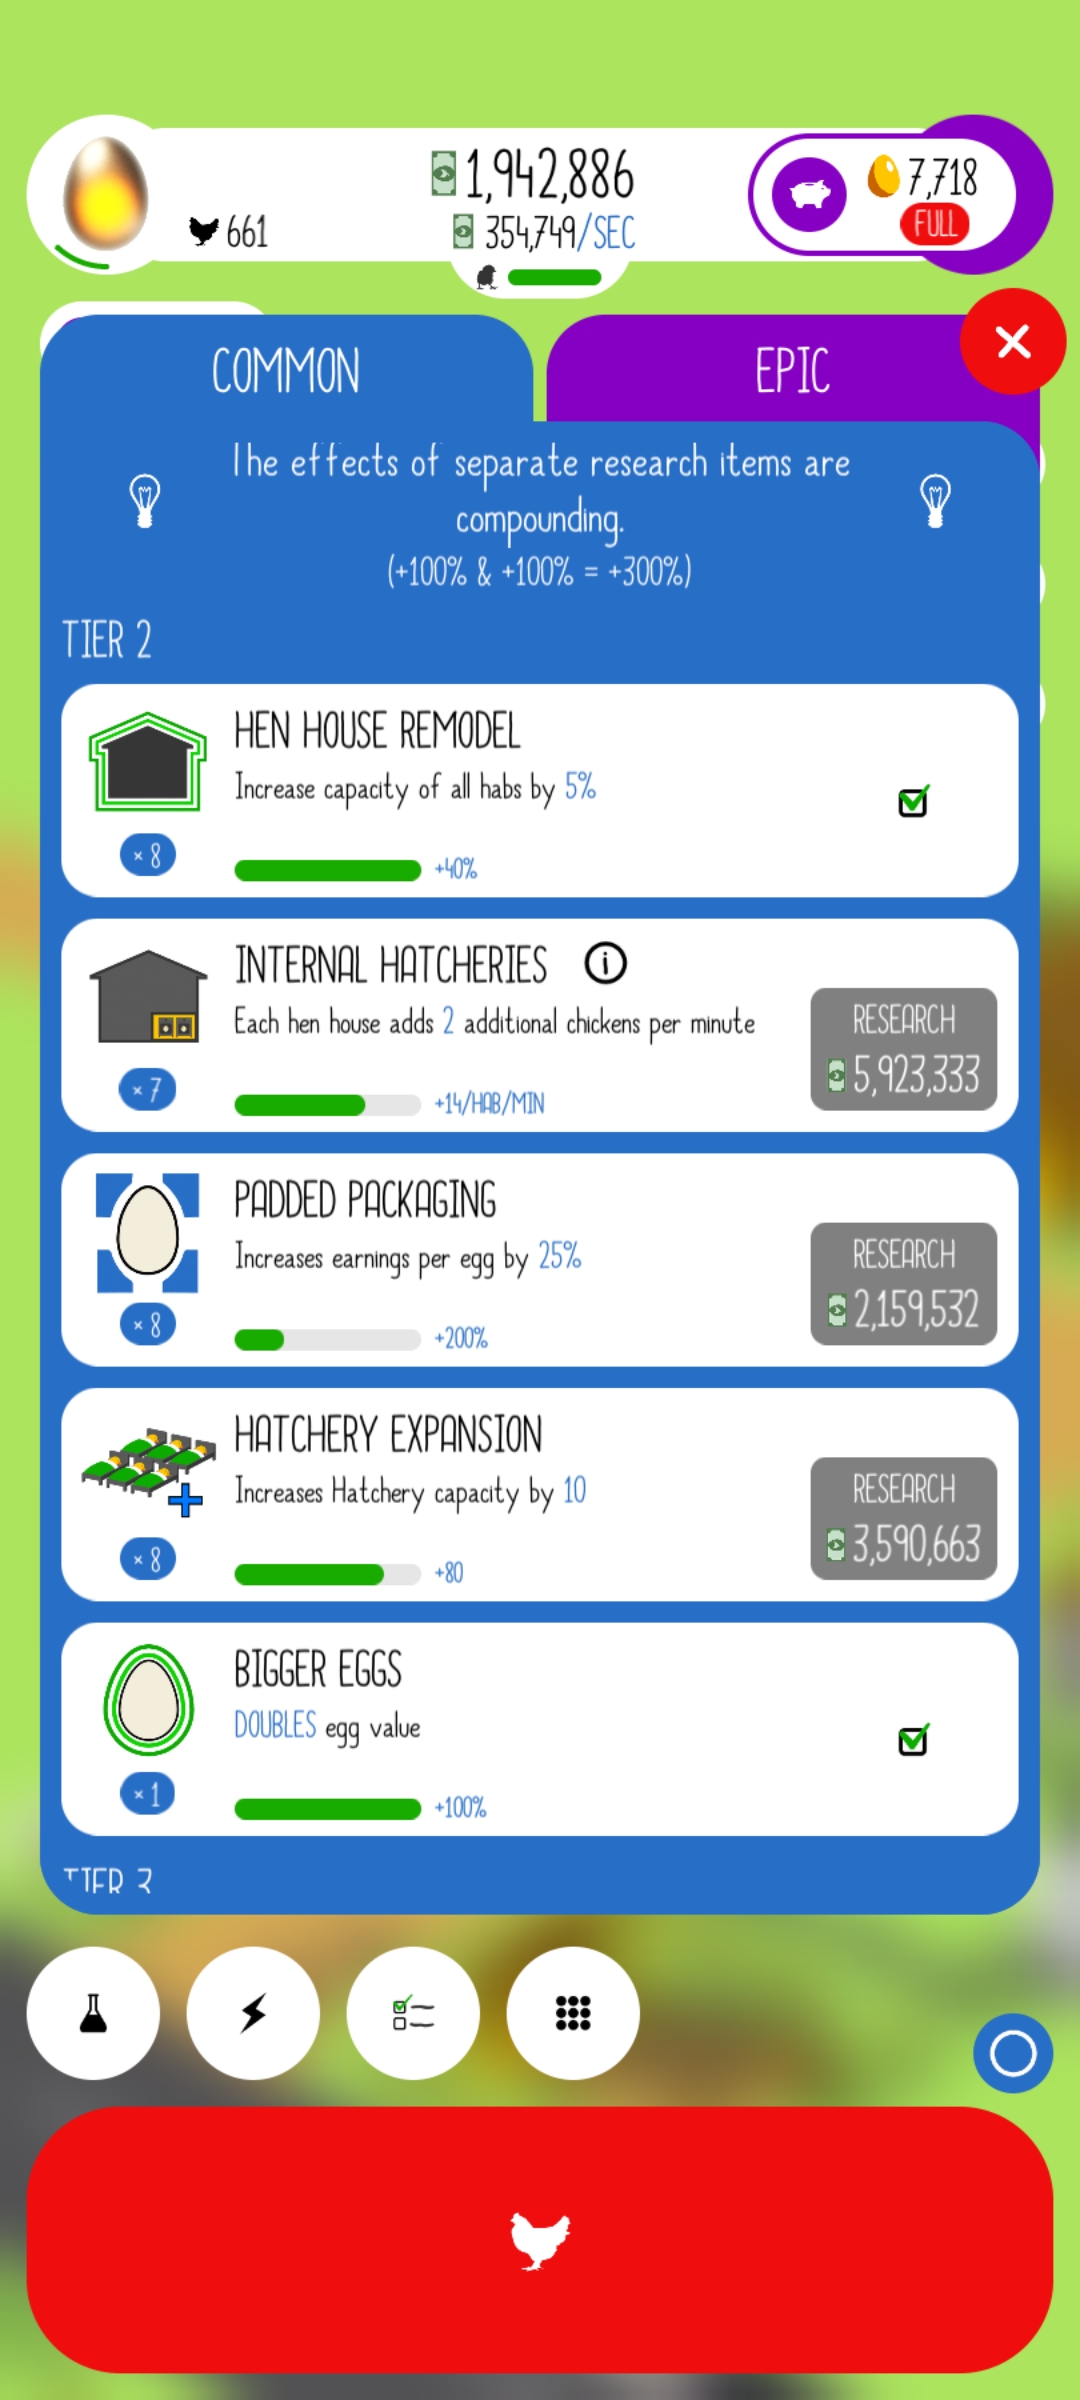 1,942,886
661
354,749/SEC
7,718
FULL
COMMON
EPIC
The effects of separate research items are
compounding.
(+100% & +100% = +300%)
TIER 2
HEN HOUSE REMODEL
Increase capacity of all habs by 5%
× 8
+40%
INTERNAL HATCHERIES
Each hen house adds 2 additional chickens per minute
RESEARCH
5,923,333
× 7
+14/HAB/MIN
PADDED PACKAGING
Increases earnings per egg by 25%
RESEARCH
2,159,532
× 8
+200%
HATCHERY EXPANSION
Increases Hatchery capacity by 10
RESEARCH
3,590,663
× 8
+80
BIGGER EGGS
DOUBLES egg value
× 1
+100%
TIER 3